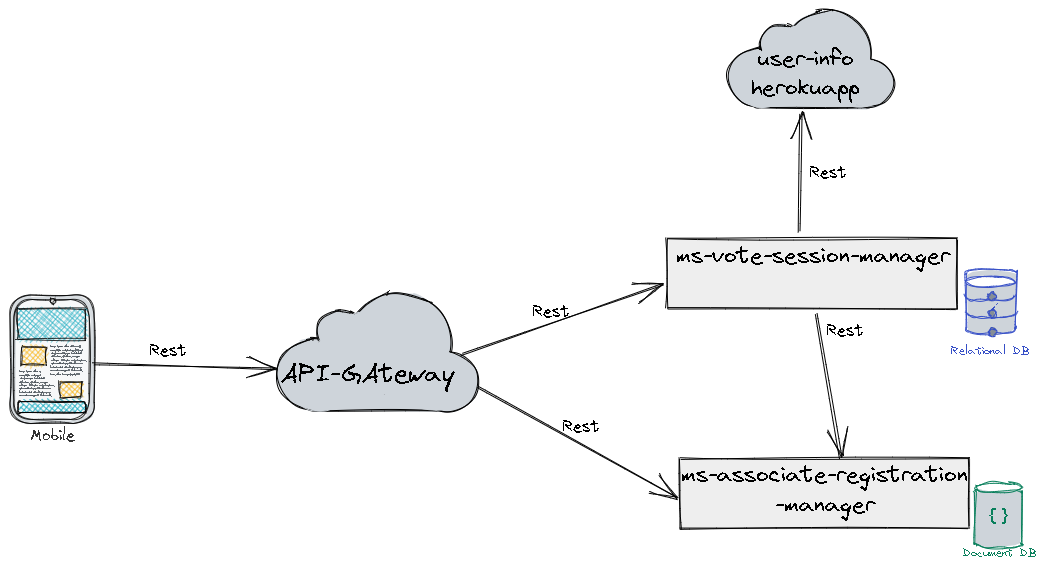 user-info
herokuapp
Rest
ms-vote-session-manager
Rest
Rest
Relational DB
Rest
API-GAteway
Mobile
Rest
ms-associate-registration
-manager
{}
Document DB